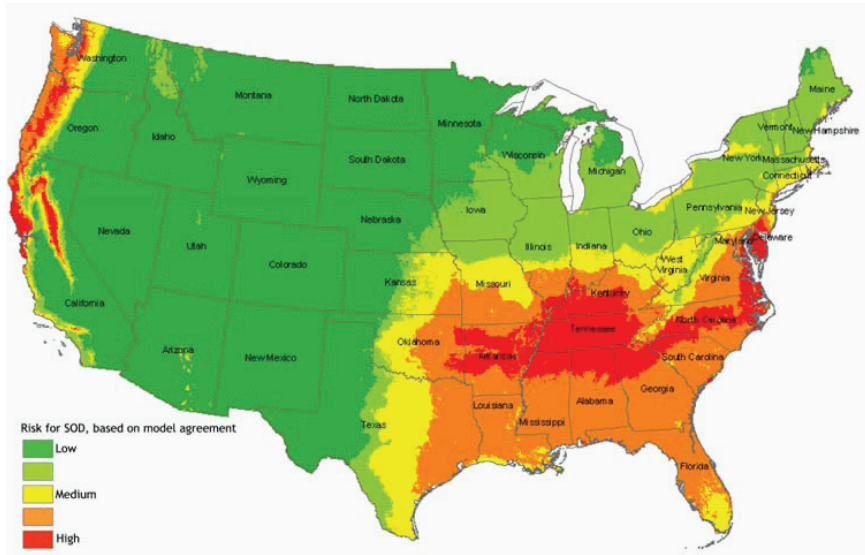 Washington
Montana
North Dakota
Minnesota
Maine
Vermont
New Hampshire
Oregon
Idaho
South Dakota
Wisconsin
Michigan
New York
Massachusetts
Connecticut
Wyoming
Iowa
Pennsylvania
New Jersey
Nebraska
Illinois
Indiana
Ohio
Maryland
Delaware
Nevada
Utah
Colorado
Kansas
Missouri
West
Virginia
Virginia
Kentucky
California
Arizona
New Mexico
Oklahoma
Arkansas
Tennessee
North Carolina
South Carolina
Texas
Louisiana
Mississippi
Alabama
Georgia
Florida
Risk for SOD, based on model agreement
Low
Medium
High